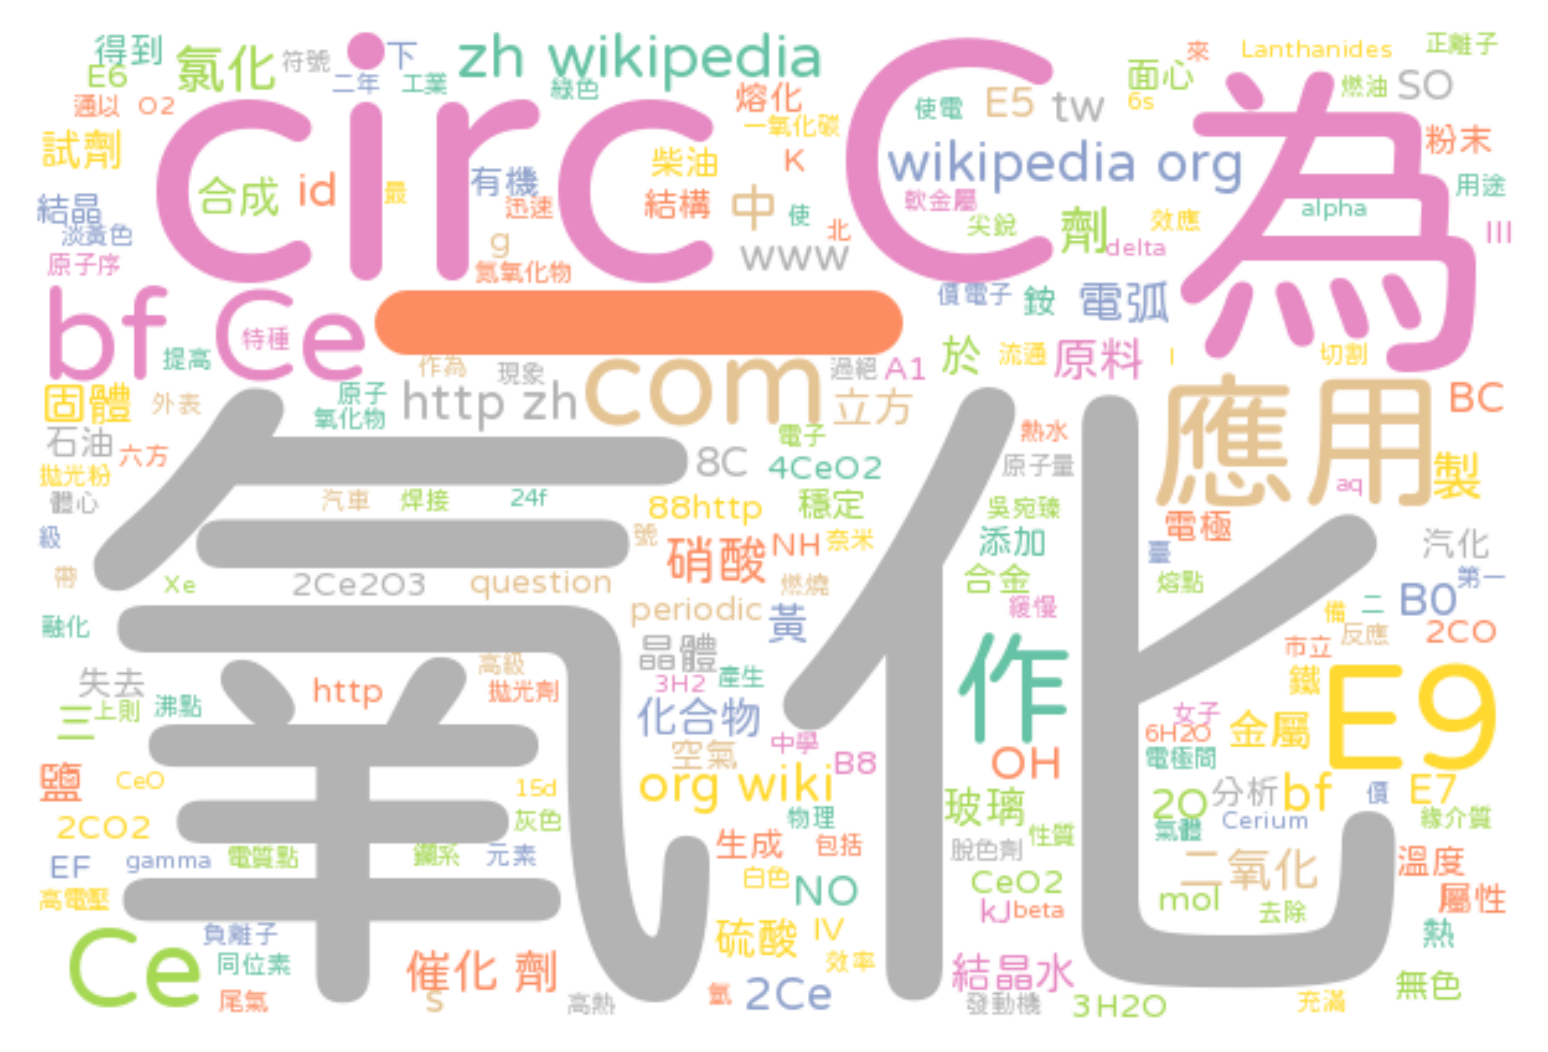 得到
氯化
符號
下
zh wikipedia
來
Lanthanides
正離子
E6
二年
工業
綠色
面心
燃油
SO
通以
O2
circ
C
為
熔化
使電
E5
tw
6s
一氧化碳
試劑
柴油
K
wikipedia org
粉末
合成
id
最
有機
迅速
結構
中
使
北
軟金屬
尖銳
劑
效應
alpha
用途
結晶
淡黃色
原子序
g
氮氧化物
www
delta
III
bf
Ce
特種
提高
一
價電子
銨
電弧
作為
現象
com
過絕
A1
於
流通
原料
I
切割
固體
外表
原子
氧化物
http zh
立方
應用
BC
石油
六方
8C
電子
4CeO2
熱水
原子量
aq
製
拋光粉
體心
汽車
焊接
24f
88http
穩定
吳宛臻
電極
級
號
硝酸
NH
奈米
添加
臺
汽化
帶
Xe
2Ce2O3
question
燃燒
合金
熔點
第一
融化
氧化
periodic
黃
緩慢
備
二
B0
反應
2CO
晶體
市立
失去
高級
3H2
產生
作
鐵
E9
三
上則
沸點
http
拋光劑
化合物
女子
金屬
空氣
中學
B8
6H2O
電極間
鹽
CeO
15d
org wiki
OH
分析
bf
價
E7
2CO2
灰色
物理
玻璃
性質
2O
氣體
Cerium
緣介質
EF
gamma
電質點
鑭系
元素
生成
包括
脫色劑
二氧化
溫度
高電壓
白色
NO
CeO2
mol
去除
屬性
kJ
beta
Ce
負離子
同位素
尾氣
催化
劑
s
硫酸
IV
效率
熱
高熱
氫
2Ce
結晶水
發動機
3H2O
充滿
無色